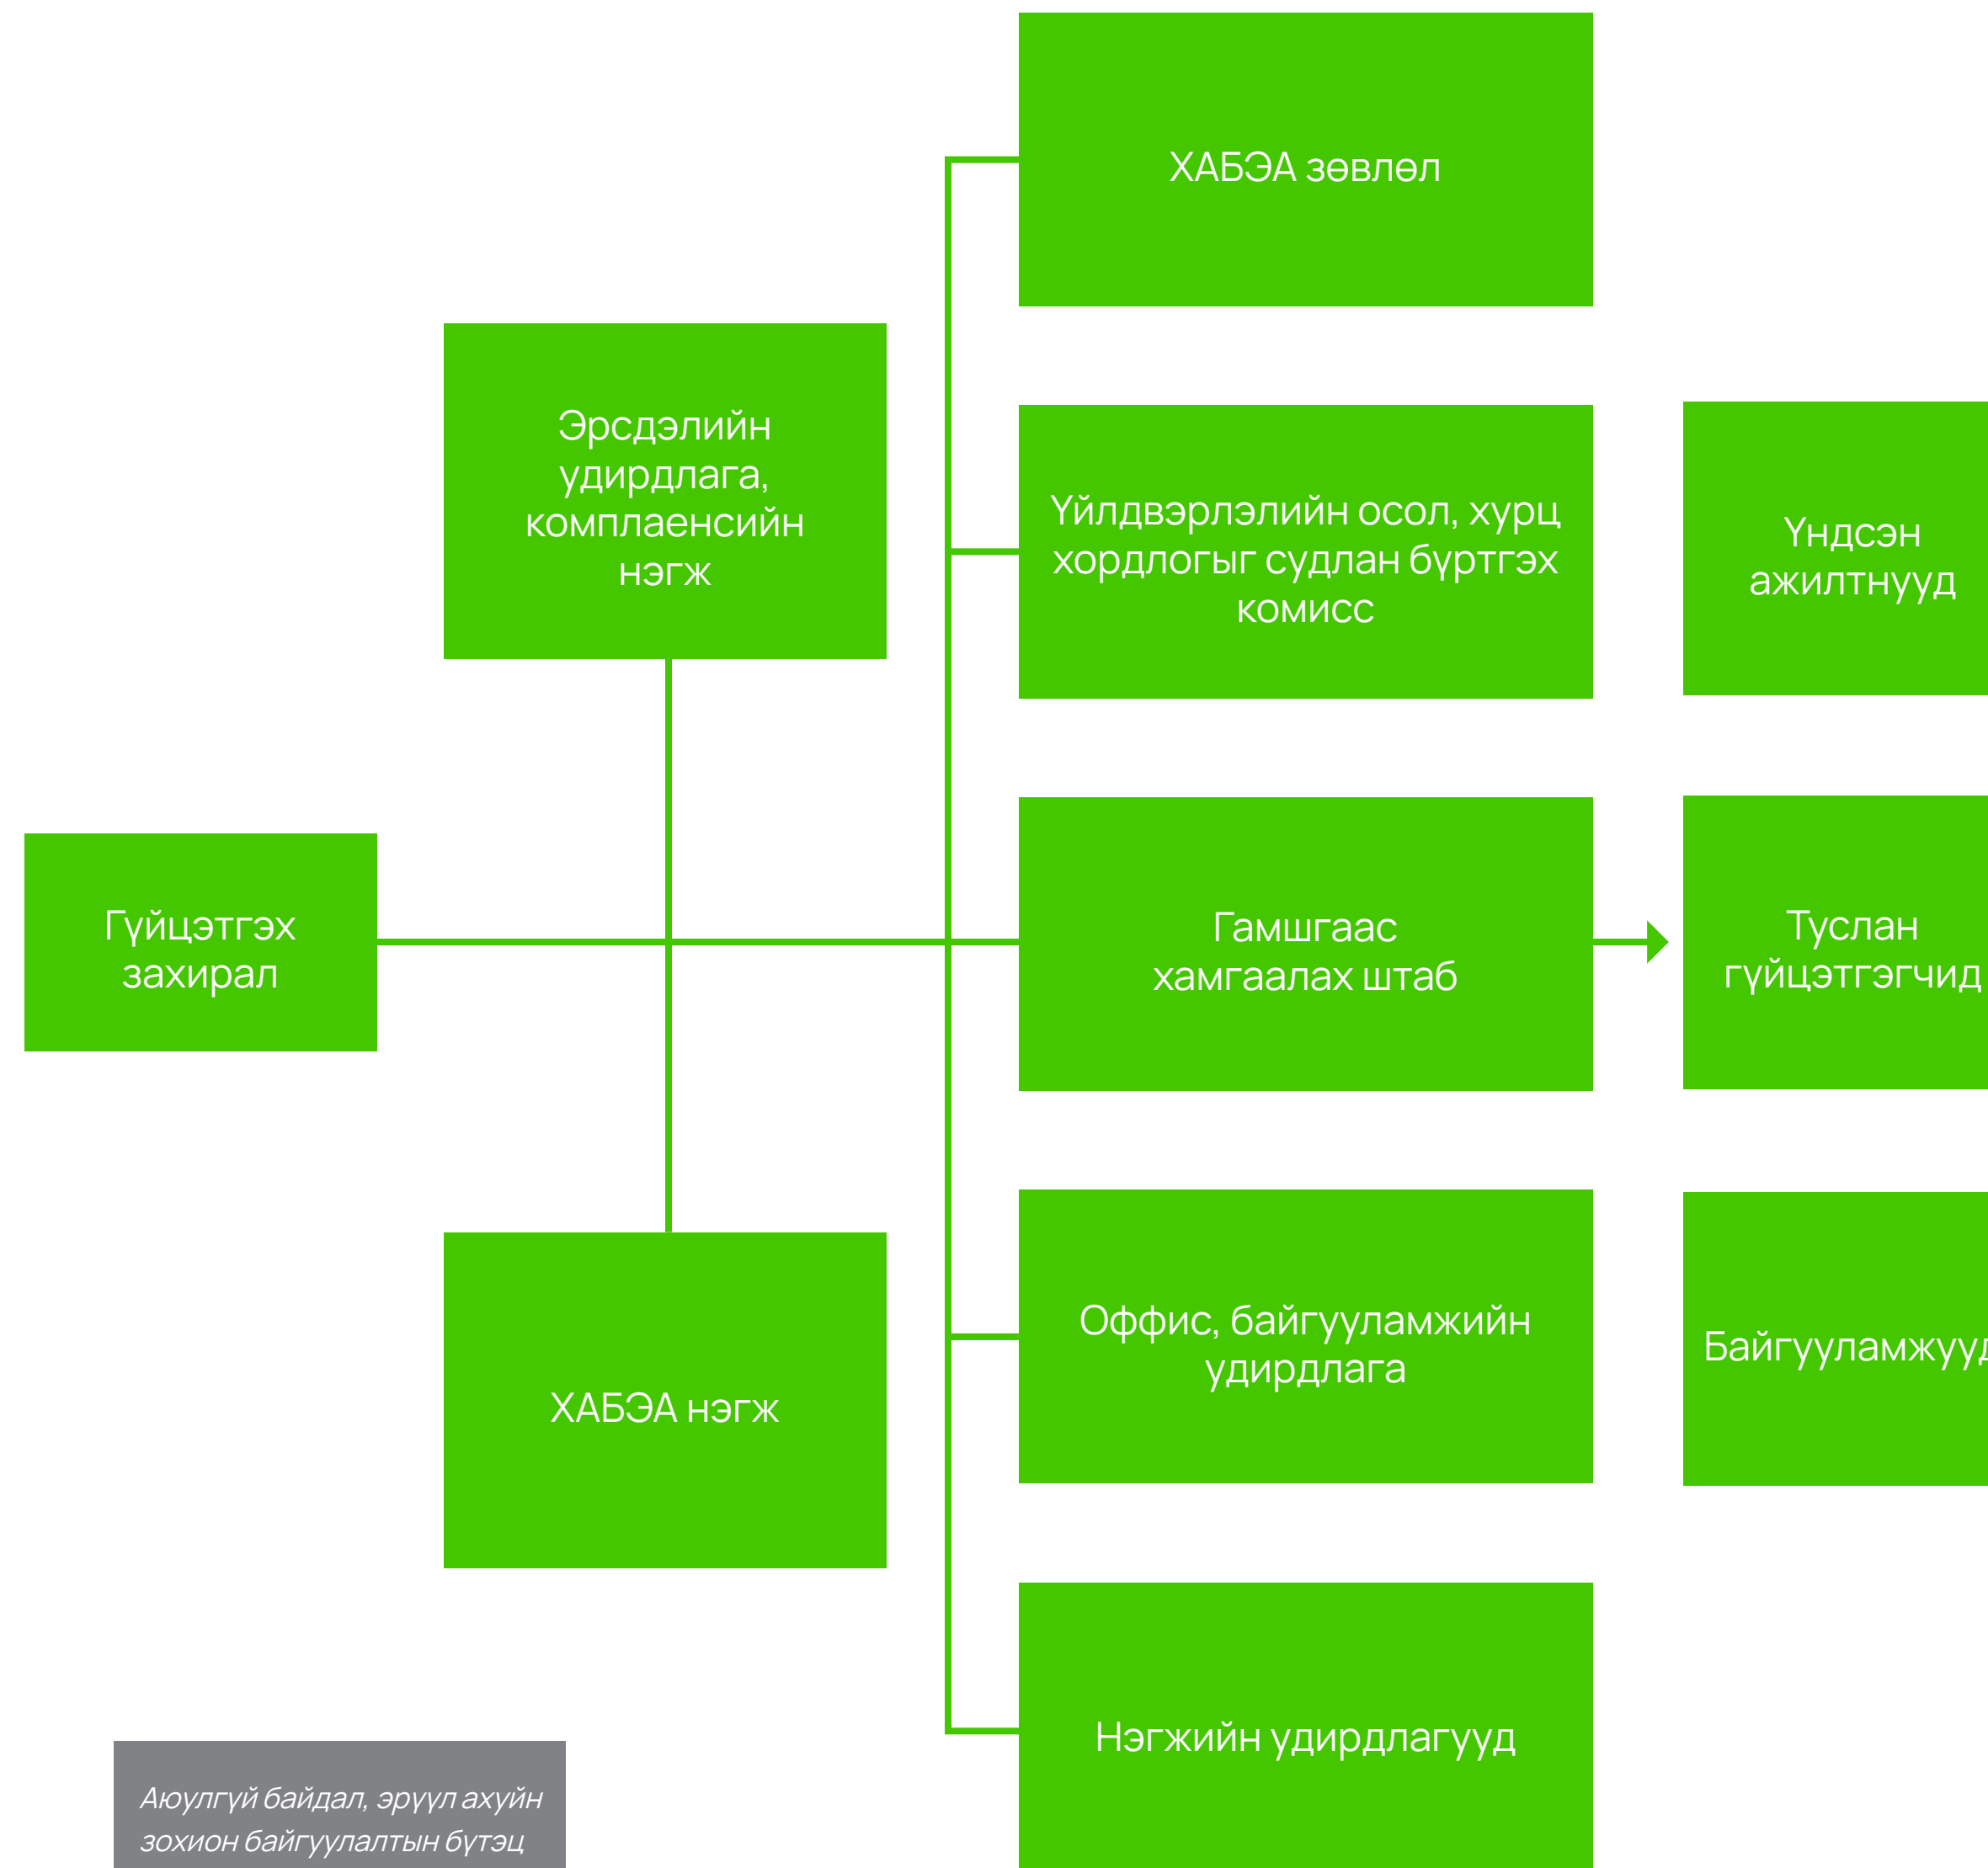 ХАБЭА зөвлөл
Эрсдэлийн
удирдлага,
комплаенсийн
нэгж
Үйлдвэрлэлийн осол, хурц
хордлогыг судлан бүртгэх
комисс
Үндсэн
ажилтнууд
Гүйцэтгэх
захирал
Гамшгаас
хамгаалах штаб
Туслан
гүйцэтгэгчид
ХАБЭА нэгж
Оффис, байгууламжийн
удирдлага
Байгууламжууд
Нэгжийн удирдлагууд
Аюулгүй байдал, эрүүл ахуйн
зохион байгуулалтын бүтэц